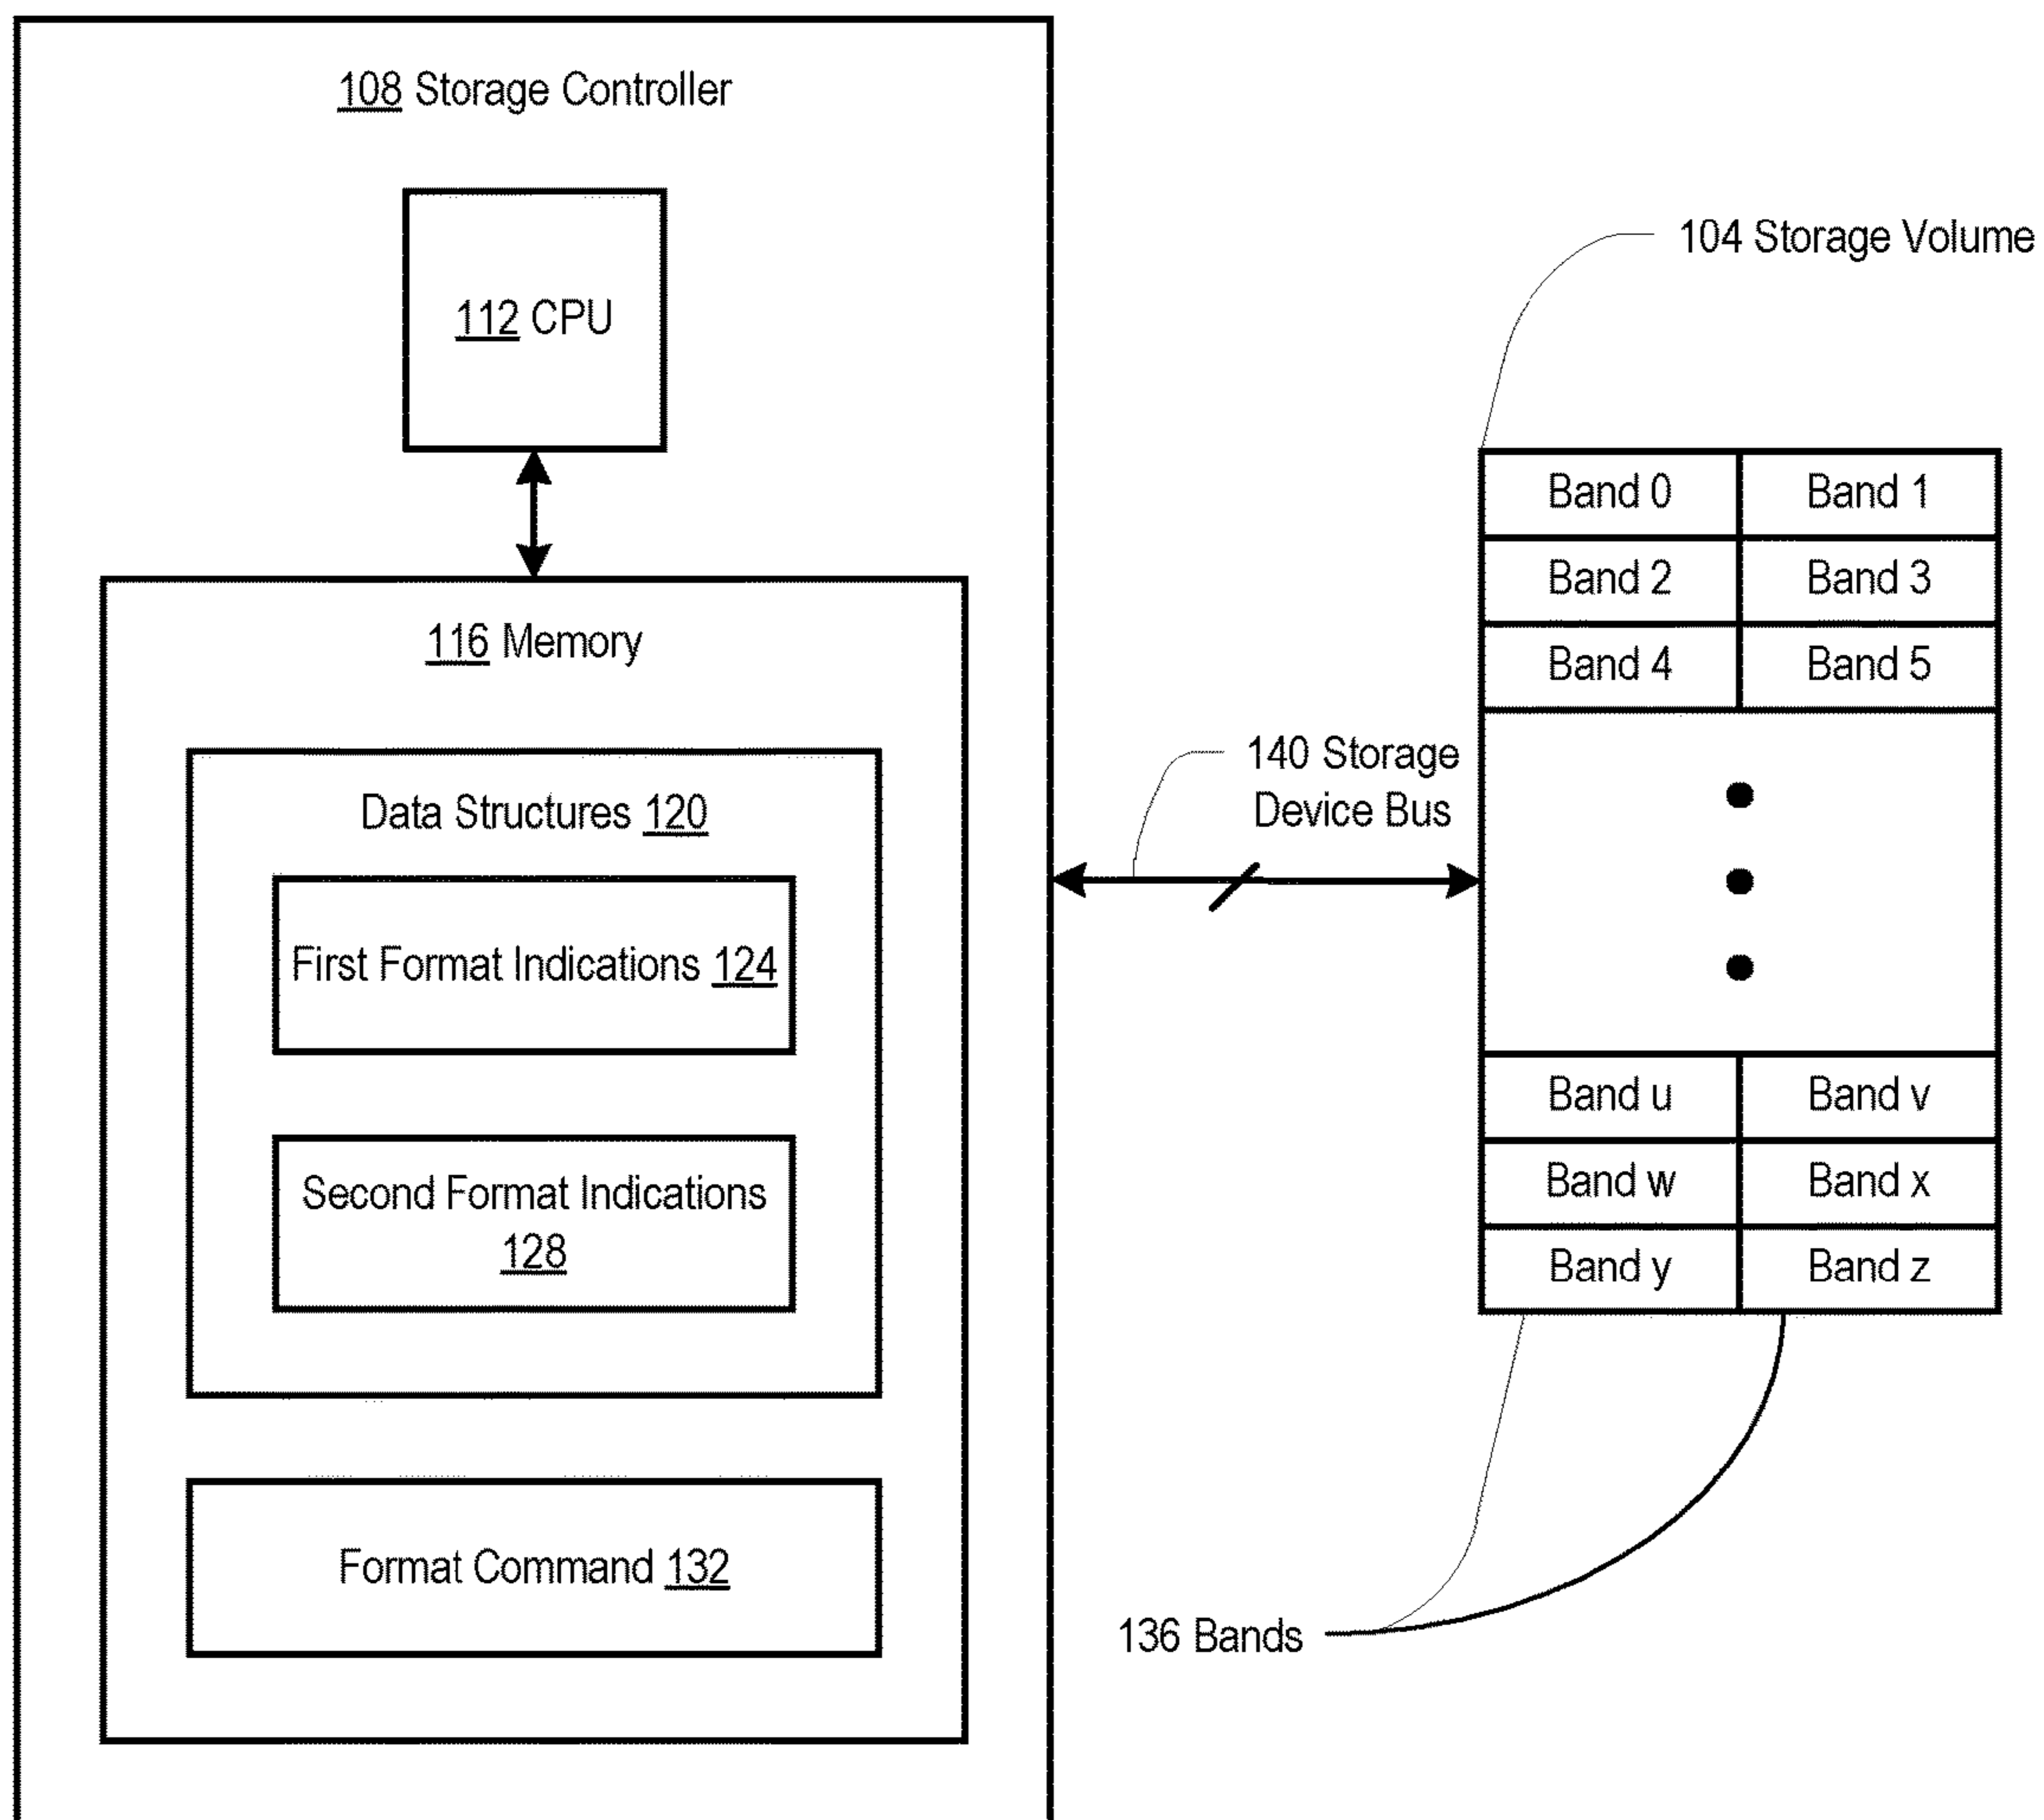 108 Storage Controller
112 CPU
116 Memory
Data Structures 120
First Format Indications 124
Second Format Indications
128
Format Command 132
140 Storage
Device Bus
104 Storage Volume
Band 0 Band 1
Band 2 Band 3
Band 4 Band 5
Band u Band v
Band w Band x
Band y Band z
136 Bands